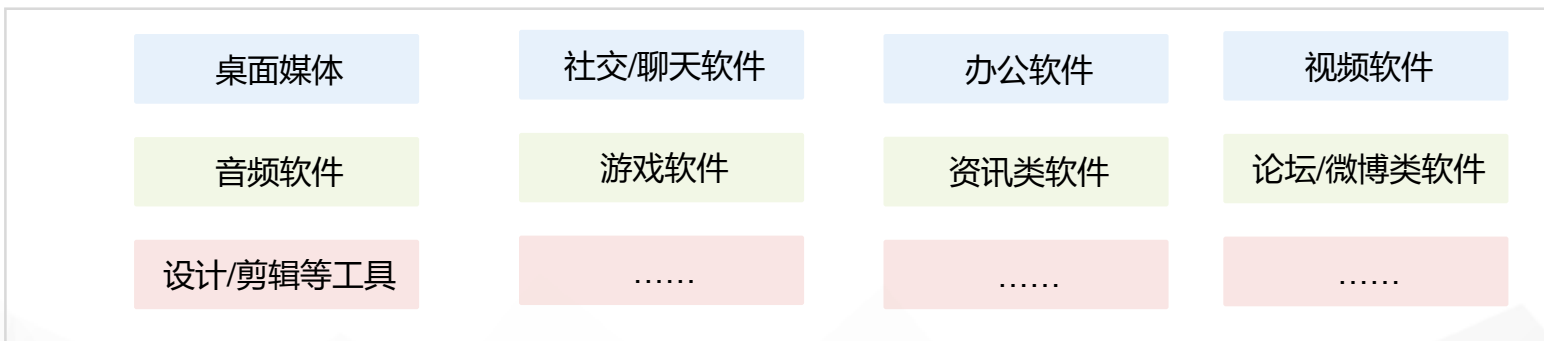 桌面媒体
社交/聊天软件
办公软件
视频软件
音频软件
游戏软件
资讯类软件
论坛/微博类软件
设计/剪辑等工具
……
……
……